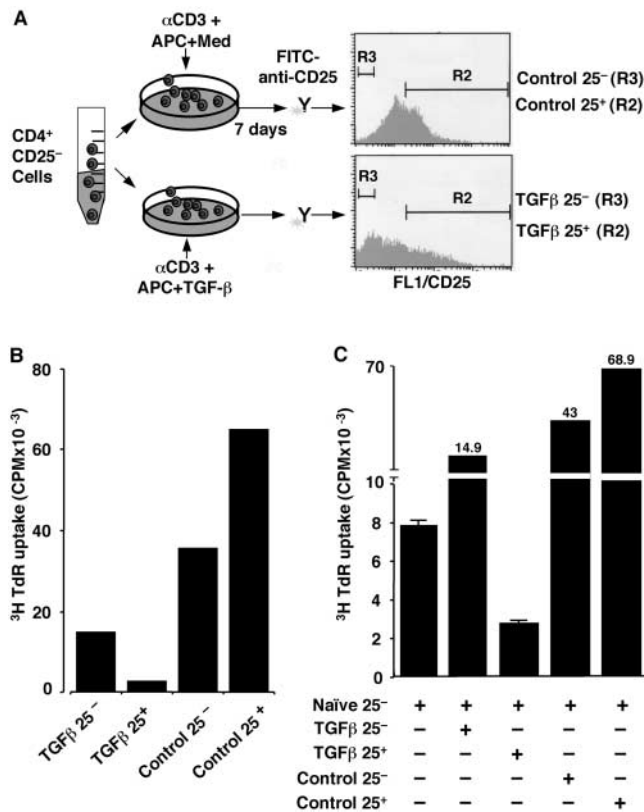 A
αCD3 +
APC+Med
FITC-
anti-CD25
CD4⁺
CD25⁻
Cells
7 days
Y
R3
R2
Control 25⁻ (R3)
Control 25⁺ (R2)
Y
R3
R2
TGFβ 25⁻ (R3)
TGFβ 25⁺ (R2)
αCD3 +
APC+TGF-β
FL1/CD25
B
³H TdR uptake (CPMx10 ⁻³)
80
60
40
20
0
TGFβ 25⁻
TGFβ 25⁺
Control 25⁻
Control 25⁺
C
³H TdR uptake (CPMx10 ⁻³)
70
10
8
6
4
2
0
14.9
43
68.9
Naïve 25⁻ + + + + +
TGFβ 25⁻ – + – – –
TGFβ 25⁺ – – + – –
Control 25⁻ – – – + –
Control 25⁺ – – – – +